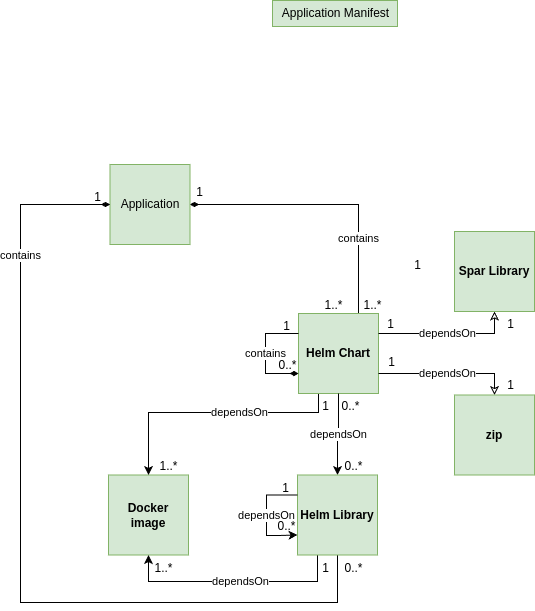 Application Manifest
1
1
Application
contains
contains
1
Spar Library
1..*
1..*
1
1
1
dependsOn
contains
Helm Chart
0..*
1
dependsOn
1
1
0..*
dependsOn
zip
dependsOn
1..*
0..*
1
Docker
image
dependsOn
Helm Library
0..*
1..*
1
0..*
dependsOn